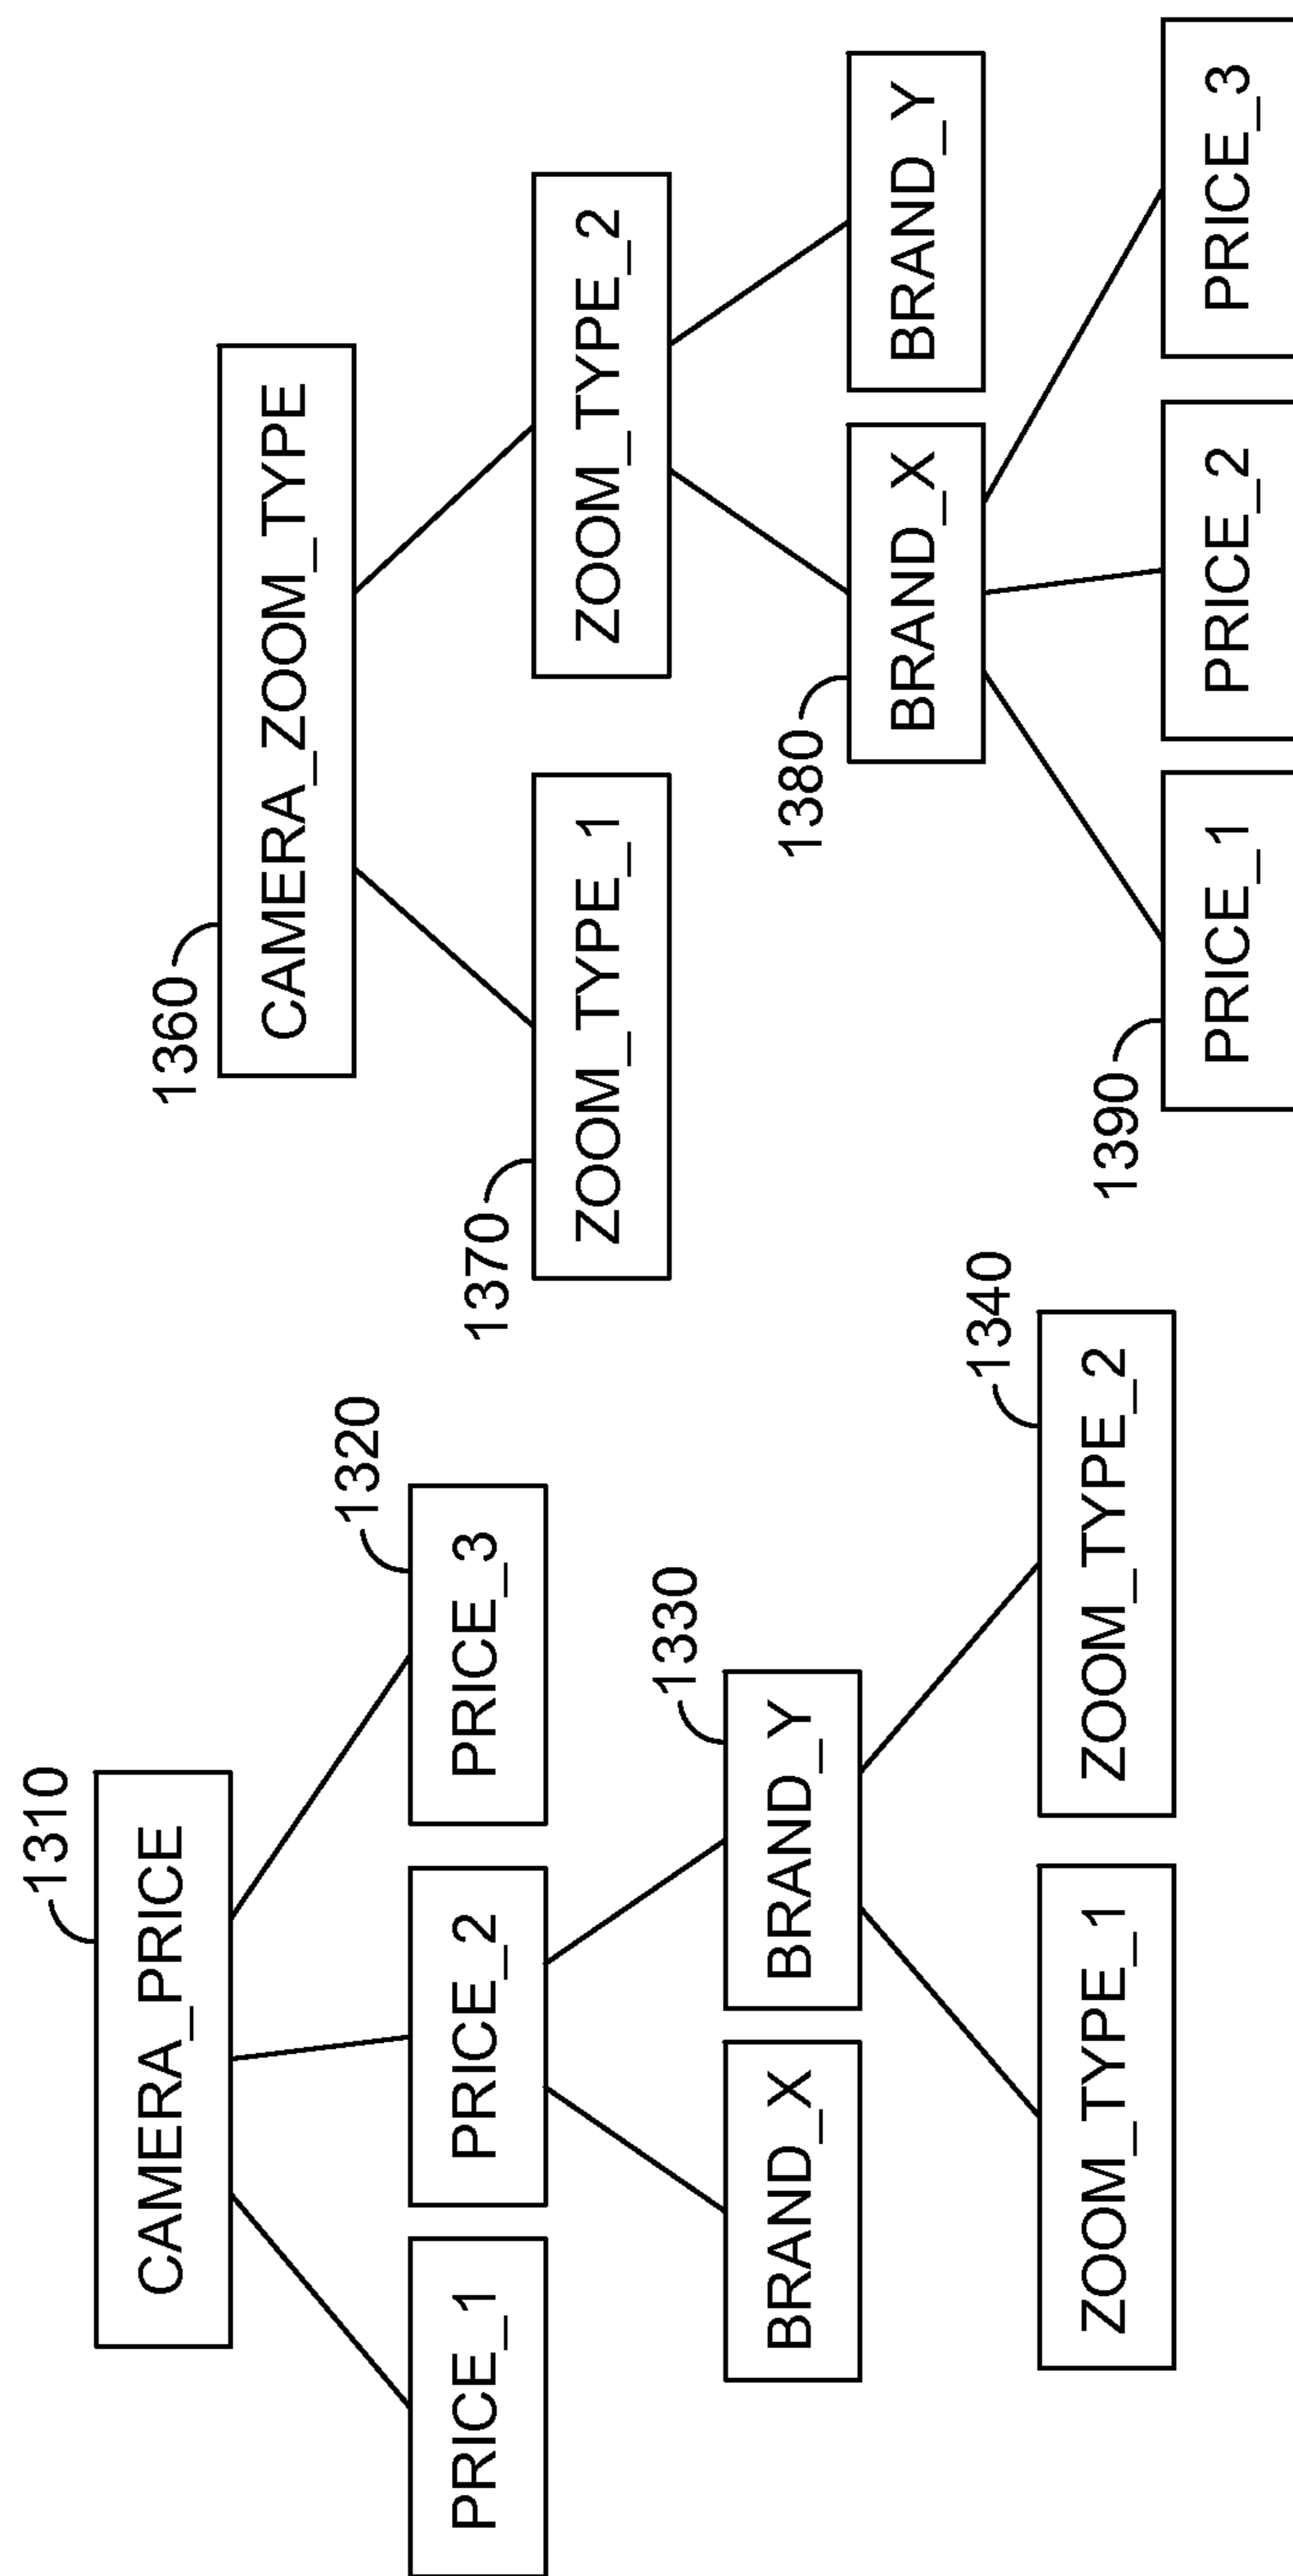 1310
CAMERA_PRICE
1320
PRICE_1
PRICE_2
PRICE_3
1330
BRAND_X
BRAND_Y
1340
ZOOM_TYPE_1
ZOOM_TYPE_2
1360
CAMERA_ZOOM_TYPE
1370
ZOOM_TYPE_1
ZOOM_TYPE_2
1380
BRAND_X
BRAND_Y
1390
PRICE_1
PRICE_2
PRICE_3